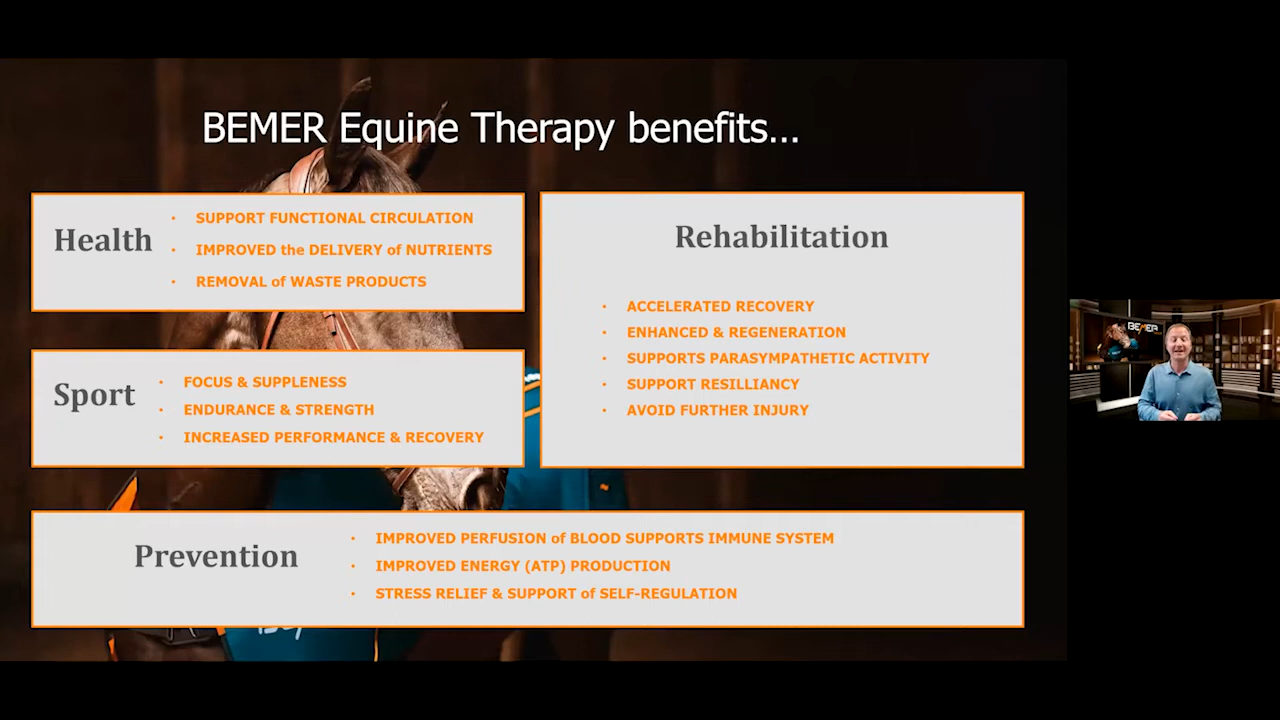 BEMER Equine Therapy benefits...
Health
• SUPPORT FUNCTIONAL CIRCULATION
• IMPROVED the DELIVERY of NUTRIENTS
• REMOVAL of WASTE PRODUCTS
Sport
• FOCUS & SUPPLENESS
• ENDURANCE & STRENGTH
• INCREASED PERFORMANCE & RECOVERY
Rehabilitation
• ACCELERATED RECOVERY
• ENHANCED & REGENERATION
• SUPPORTS PARASYMPATHETIC ACTIVITY
• SUPPORT RESILLIANCY
• AVOID FURTHER INJURY
Prevention
• IMPROVED PERFUSION of BLOOD SUPPORTS IMMUNE SYSTEM
• IMPROVED ENERGY (ATP) PRODUCTION
• STRESS RELIEF & SUPPORT of SELF-REGULATION
BEMER